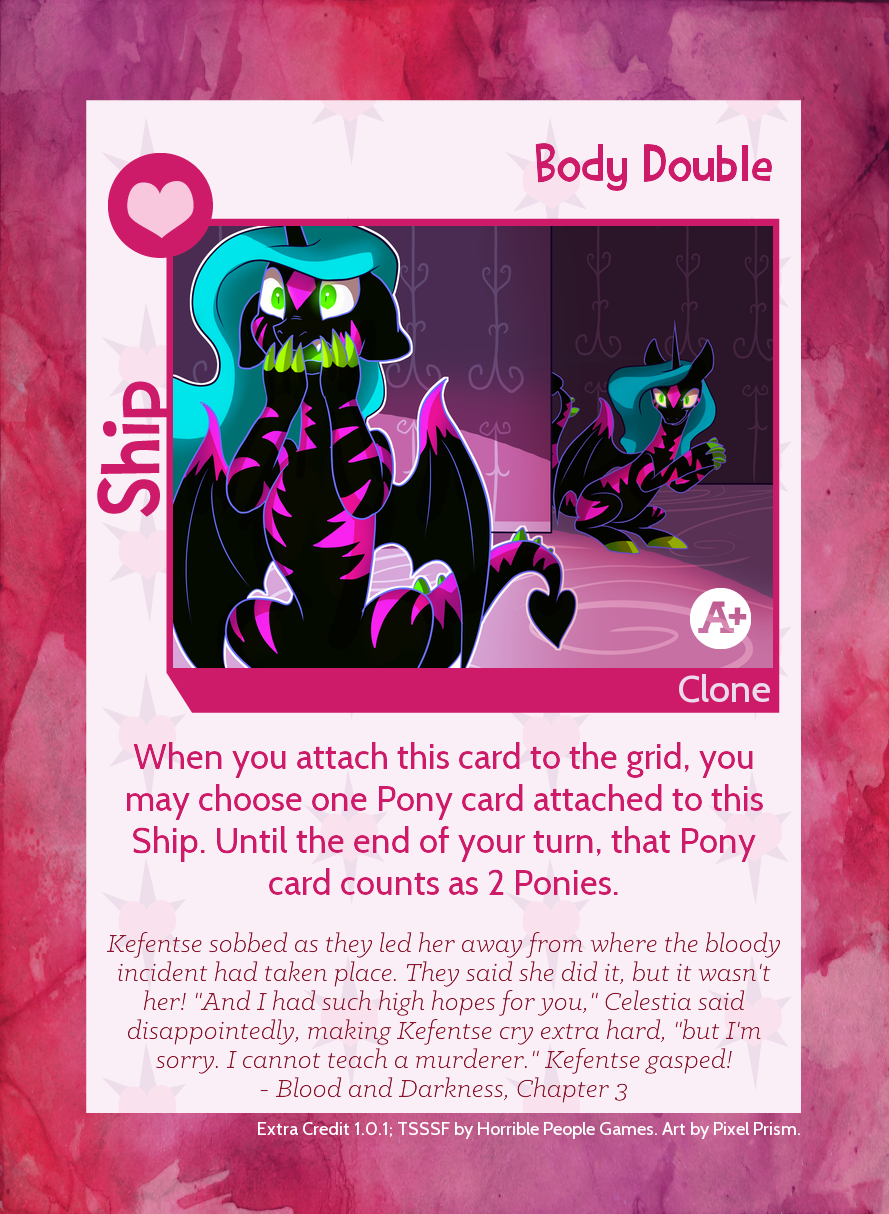 Body Double
Ship
A+
Clone
When you attach this card to the grid, you
may choose one Pony card attached to this
Ship. Until the end of your turn, that Pony
card counts as 2 Ponies.
Kefentse sobbed as they led her away from where the bloody
incident had taken place. They said she did it, but it wasn't
her! "And I had such high hopes for you," Celestia said
disappointedly, making Kefentse cry extra hard, "but I'm
sorry. I cannot teach a murderer." Kefentse gasped!
- Blood and Darkness, Chapter 3
Extra Credit 1.0.1; TSSSF by Horrible People Games. Art by Pixel Prism.